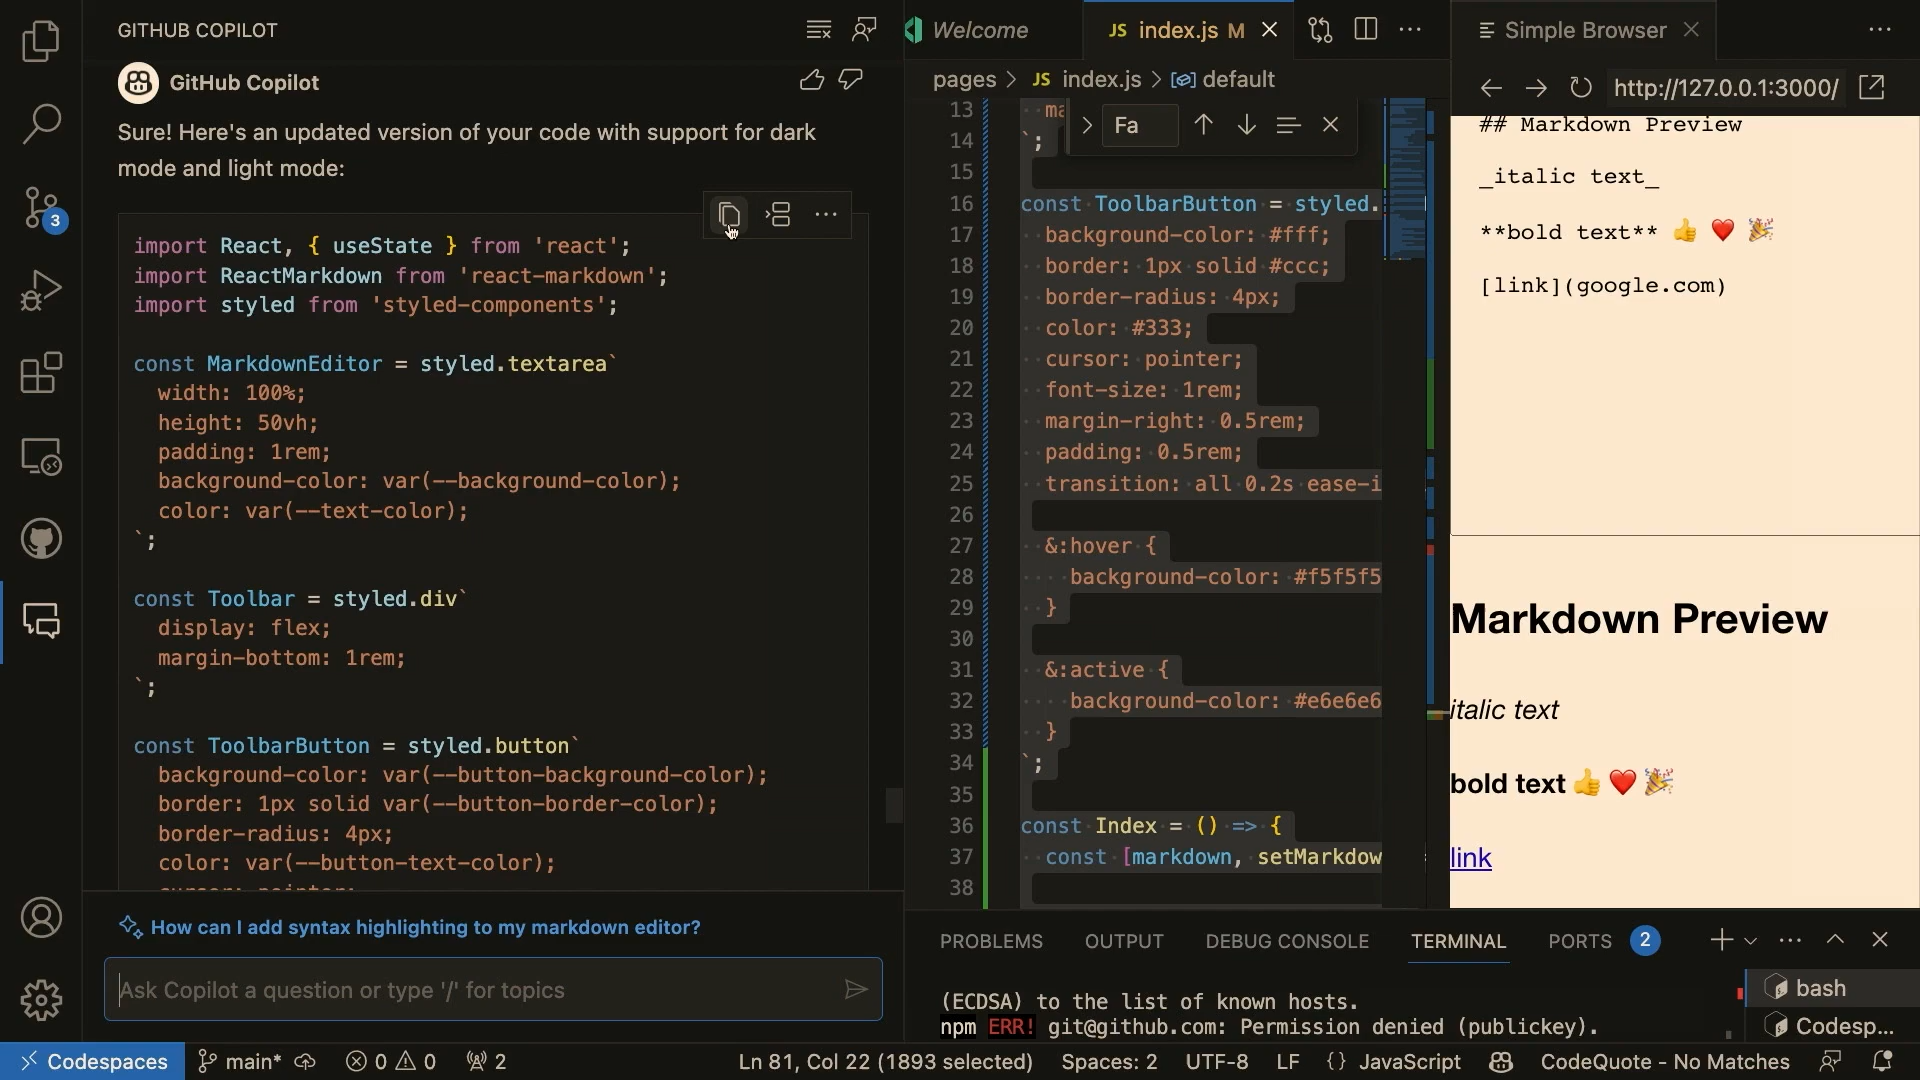 GITHUB COPILOT
GitHub Copilot
Sure! Here's an updated version of your code with support for dark
mode and light mode:
import React, { useState } from 'react';
import ReactMarkdown from 'react-markdown';
import styled from 'styled-components';
const MarkdownEditor = styled.textarea`
width: 100%;
height: 50vh;
padding: 1rem;
background-color: var(--background-color);
color: var(--text-color);
`;
const Toolbar = styled.div`
display: flex;
margin-bottom: 1rem;
`;
const ToolbarButton = styled.button`
background-color: var(--button-background-color);
border: 1px solid var(--button-border-color);
border-radius: 4px;
color: var(--button-text-color);
How can I add syntax highlighting to my markdown editor?
Ask Copilot a question or type '/' for topics
3
Welcome
JS index.js M
pages > JS index.js > default
Fa
13 ma
14 `;
15
16 const ToolbarButton = styled.
17 background-color: #fff;
18 border: 1px solid #ccc;
19 border-radius: 4px;
20 color: #333;
21 cursor: pointer;
22 font-size: 1rem;
23 margin-right: 0.5rem;
24 padding: 0.5rem;
25 transition: all 0.2s ease-i
26
27 &:hover {
28 background-color: #f5f5f5
29 }
30
31 &:active {
32 background-color: #e6e6e6
33 }
34 `;
35
36 const Index = () => {
37 const [markdown, setMarkdow
38
Simple Browser
http://127.0.0.1:3000/
## Markdown Preview
_italic text_
**bold text** 👍 ❤️ 🎉
[link](google.com)
Markdown Preview
italic text
bold text 👍 ❤️ 🎉
link
PROBLEMS OUTPUT DEBUG CONSOLE TERMINAL PORTS 2
(ECDSA) to the list of known hosts.
npm ERR! git@github.com: Permission denied (publickey).
bash
Codesp...
Codespaces main* 0 0 2 Ln 81, Col 22 (1893 selected) Spaces: 2 UTF-8 LF {} JavaScript CodeQuote - No Matches